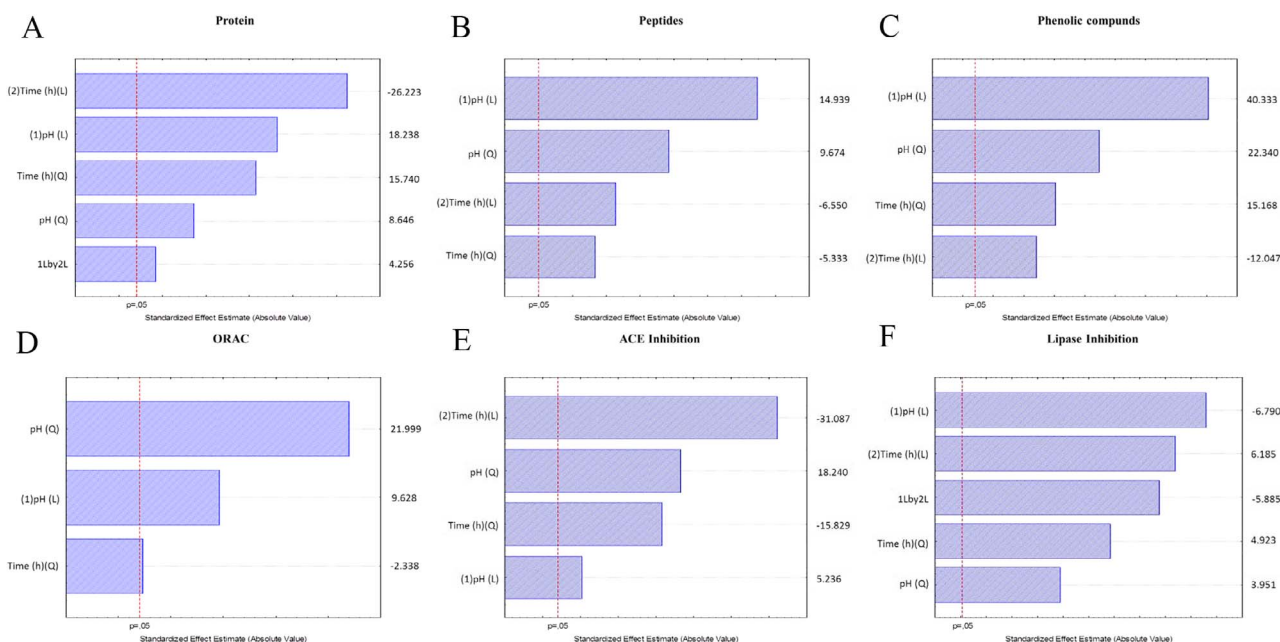 A
Protein
(2)Time (h)(L)
-26.223
(1)pH (L)
18.238
Time (h)(Q)
15.740
pH (Q)
8.646
1Lby2L
4.256
p=.05
Standardized Effect Estimate (Absolute Value)
B
Peptides
(1)pH (L)
14.939
pH (Q)
9.674
(2)Time (h)(L)
-6.550
Time (h)(Q)
-5.333
p=.05
Standardized Effect Estimate (Absolute Value)
C
Phenolic compunds
(1)pH (L)
40.333
pH (Q)
22.340
Time (h)(Q)
15.168
(2)Time (h)(L)
-12.047
p=.05
Standardized Effect Estimate (Absolute Value)
D
ORAC
pH (Q)
21.999
(1)pH (L)
9.628
Time (h)(Q)
-2.338
p=.05
Standardized Effect Estimate (Absolute Value)
E
ACE Inhibition
(2)Time (h)(L)
-31.087
pH (Q)
18.240
Time (h)(Q)
-15.829
(1)pH (L)
5.236
p=.05
Standardized Effect Estimate (Absolute Value)
F
Lipase Inhibition
(1)pH (L)
-6.790
(2)Time (h)(L)
6.185
1Lby2L
-5.885
Time (h)(Q)
4.923
pH (Q)
3.951
p=.05
Standardized Effect Estimate (Absolute Value)